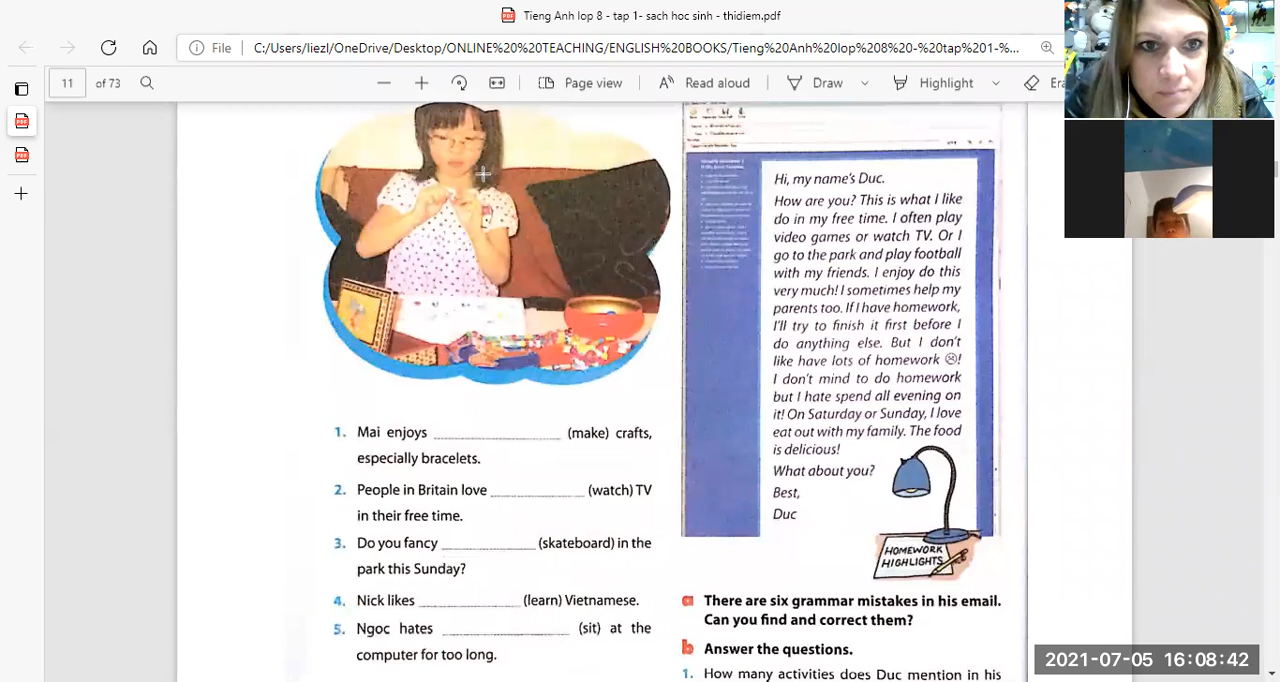 Tieng Anh lop 8 - tap 1- sach hoc sinh - thidiem.pdf
File C:/Users/liezl/OneDrive/Desktop/ONLINE%20%20TEACHING/ENGLISH%20BOOKS/Tieng%20Anh%20lop%208%20-%20tap%201-%...
11 of 73 Page view Read aloud Draw Highlight
Hi, my name's Duc.
How are you? This is what I like
do in my free time. I often play
video games or watch TV. Or I
go to the park and play football
with my friends. I enjoy do this
very much! I sometimes help my
parents too. If I have homework,
I'll try to finish it first before I
do anything else. But I don't
like have lots of homework ☹!
I don't mind to do homework
but I hate spend all evening on
it! On Saturday or Sunday, I love
eat out with my family. The food
is delicious!
What about you?
Best,
Duc
HOMEWORK
HIGHLIGHTS
1. Mai enjoys ____________ (make) crafts,
especially bracelets.
2. People in Britain love ____________ (watch) TV
in their free time.
3. Do you fancy ____________ (skateboard) in the
park this Sunday?
4. Nick likes ____________ (learn) Vietnamese.
5. Ngoc hates ____________ (sit) at the
computer for too long.
a There are six grammar mistakes in his email.
Can you find and correct them?
b Answer the questions.
1. How many activities does Duc mention in his
2021-07-05 16:08:42